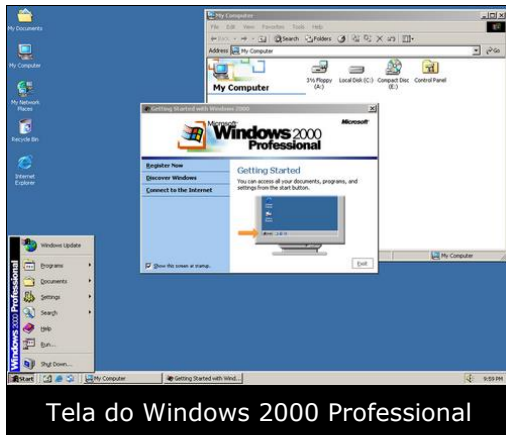 My Computer
File Edit View Favorites Tools Help
Back Search Folders
Address My Computer Go
My Computer
3½ Floppy (A:)
Local Disk (C:)
Compact Disc (E:)
Control Panel
My Computer
My Documents
My Computer
My Network Places
Recycle Bin
Internet Explorer
Getting Started with Windows 2000
Microsoft
Microsoft
Windows 2000
Professional
Register Now
Discover Windows
Connect to the Internet
Getting Started
You can access all your documents, programs, and
settings from the start button.
Show this screen at startup.
Exit
Windows 2000 Professional
Windows Update
Programs
Documents
Settings
Search
Help
Run...
Shut Down...
Start
My Computer
Getting Started with Wind...
9:59 PM
Tela do Windows 2000 Professional